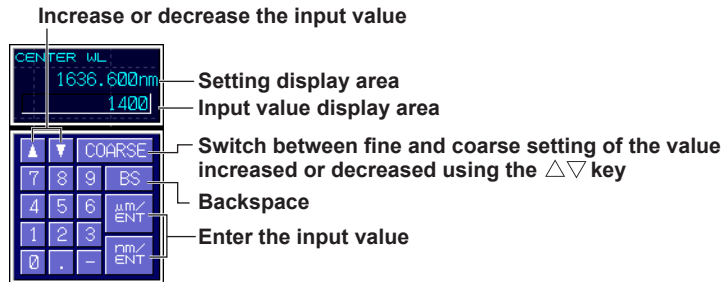 Increase or decrease the input value
CENTER WL
1636.600nm
Setting display area
1400
Input value display area
▲ ▼ COARSE
Switch between fine and coarse setting of the value
increased or decreased using the △▽ key
7 8 9 BS
Backspace
4 5 6 μm/
ENT
Enter the input value
1 2 3
0 . - nm/
ENT